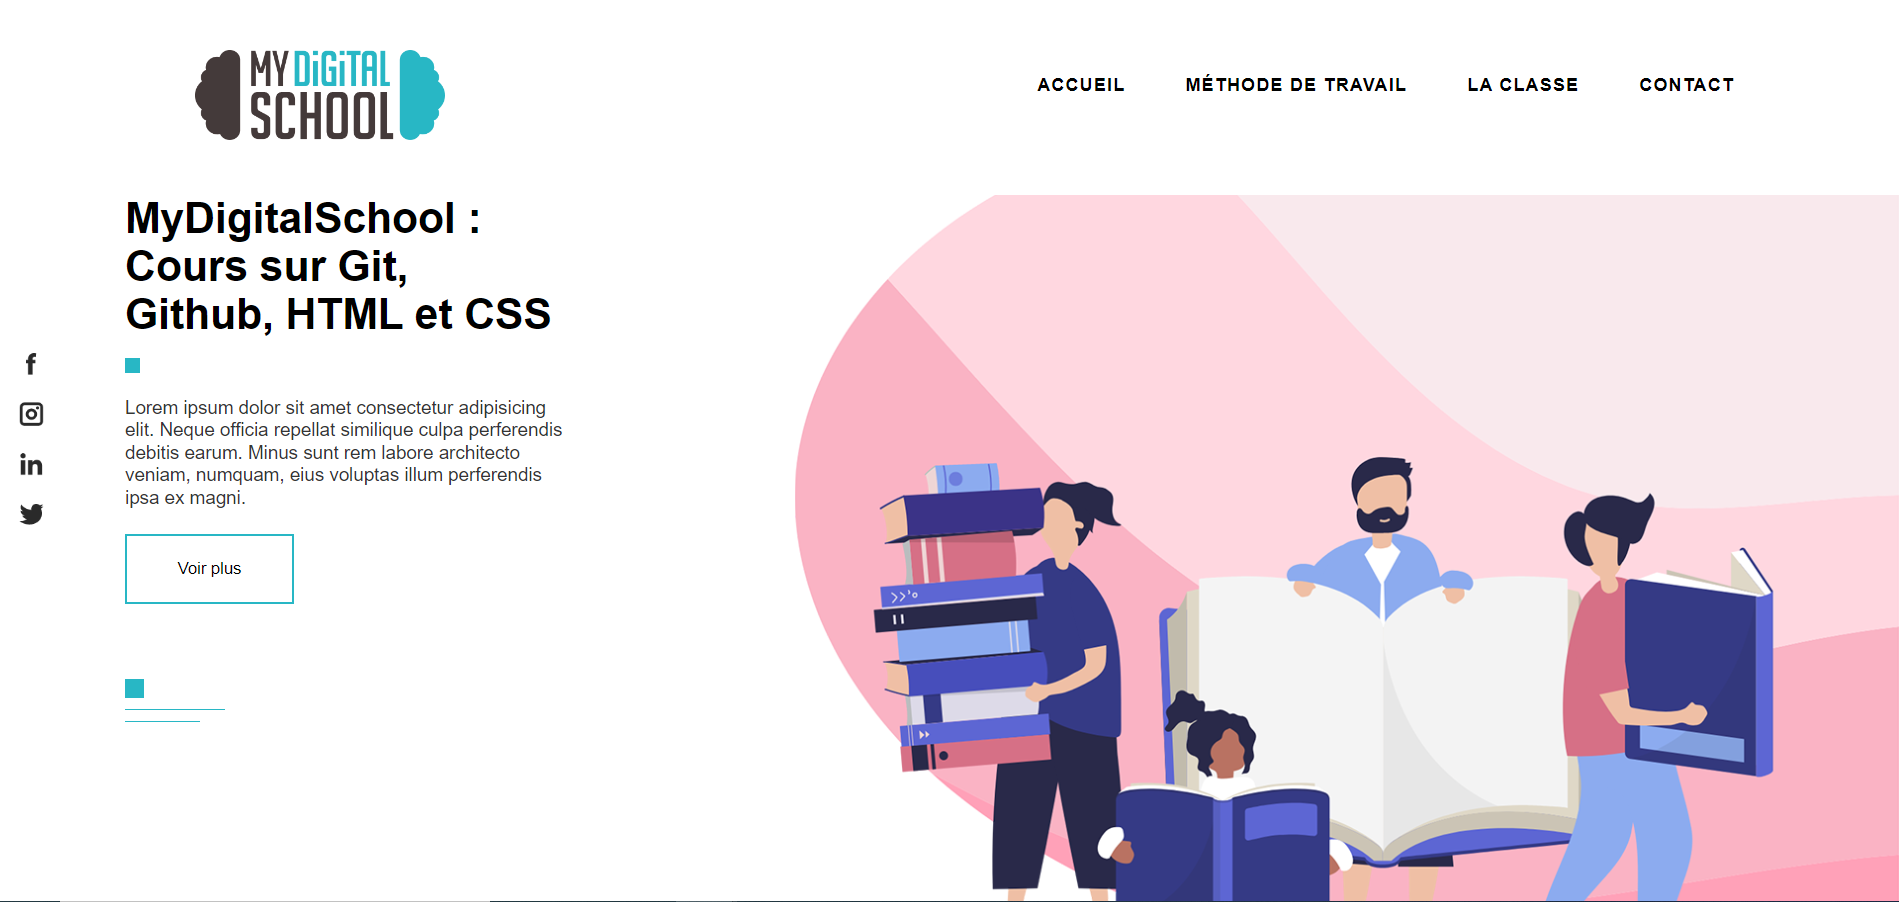 MY DiGiTAL
SCHOOL
ACCUEIL
MÉTHODE DE TRAVAIL
LA CLASSE
CONTACT
MyDigitalSchool :
Cours sur Git,
Github, HTML et CSS
Lorem ipsum dolor sit amet consectetur adipisicing
elit. Neque officia repellat similique culpa perferendis
debitis earum. Minus sunt rem labore architecto
veniam, numquam, eius voluptas illum perferendis
ipsa ex magni.
Voir plus